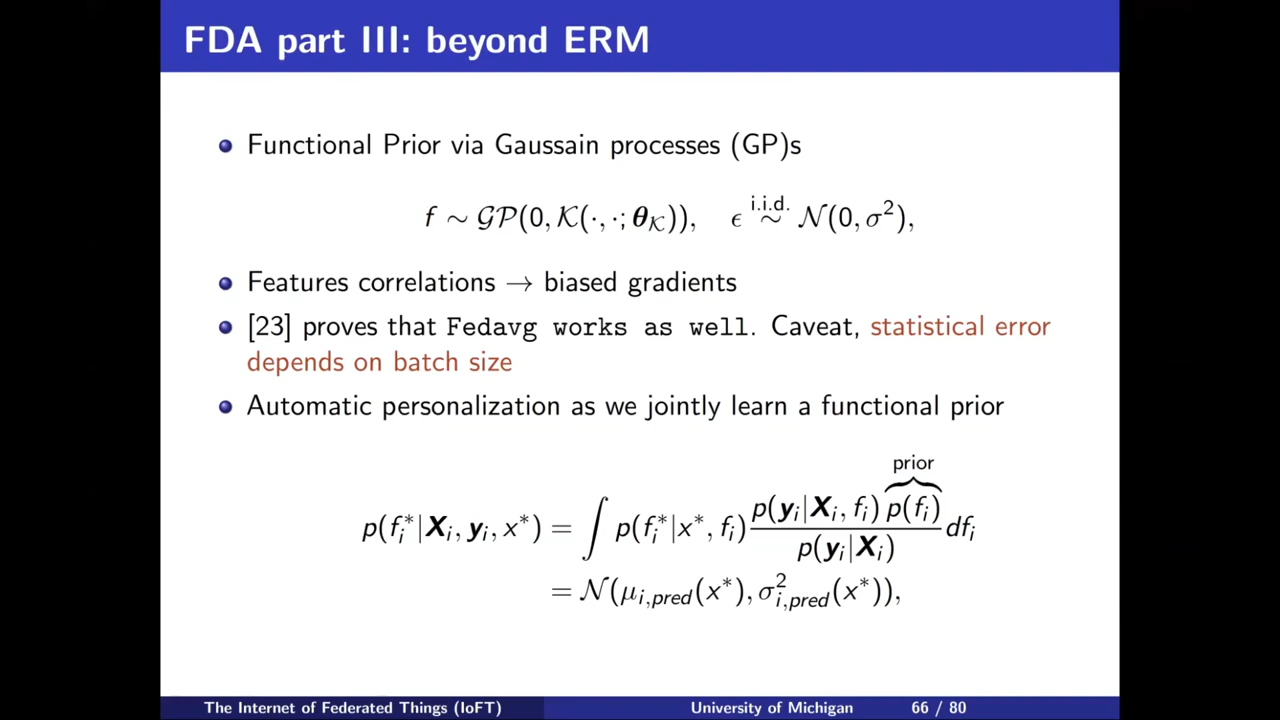 FDA part III: beyond ERM
Functional Prior via Gaussain processes (GP)s
f ∼ 𝒢𝒫(0, 𝒦(·, ·; θ_𝒦)), ϵ i.i.d.∼ 𝒩(0, σ²),
Features correlations → biased gradients
[23] proves that Fedavg works as well. Caveat, statistical error
depends on batch size
Automatic personalization as we jointly learn a functional prior
prior
p(f_i^*|X_i, y_i, x^*) = ∫ p(f_i^*|x^*, f_i) p(y_i|X_i, f_i) p(f_i) / p(y_i|X_i) df_i
= 𝒩(μ_{i,pred}(x^*), σ²_{i,pred}(x^*)),
The Internet of Federated Things (IoFT) University of Michigan 66 / 80